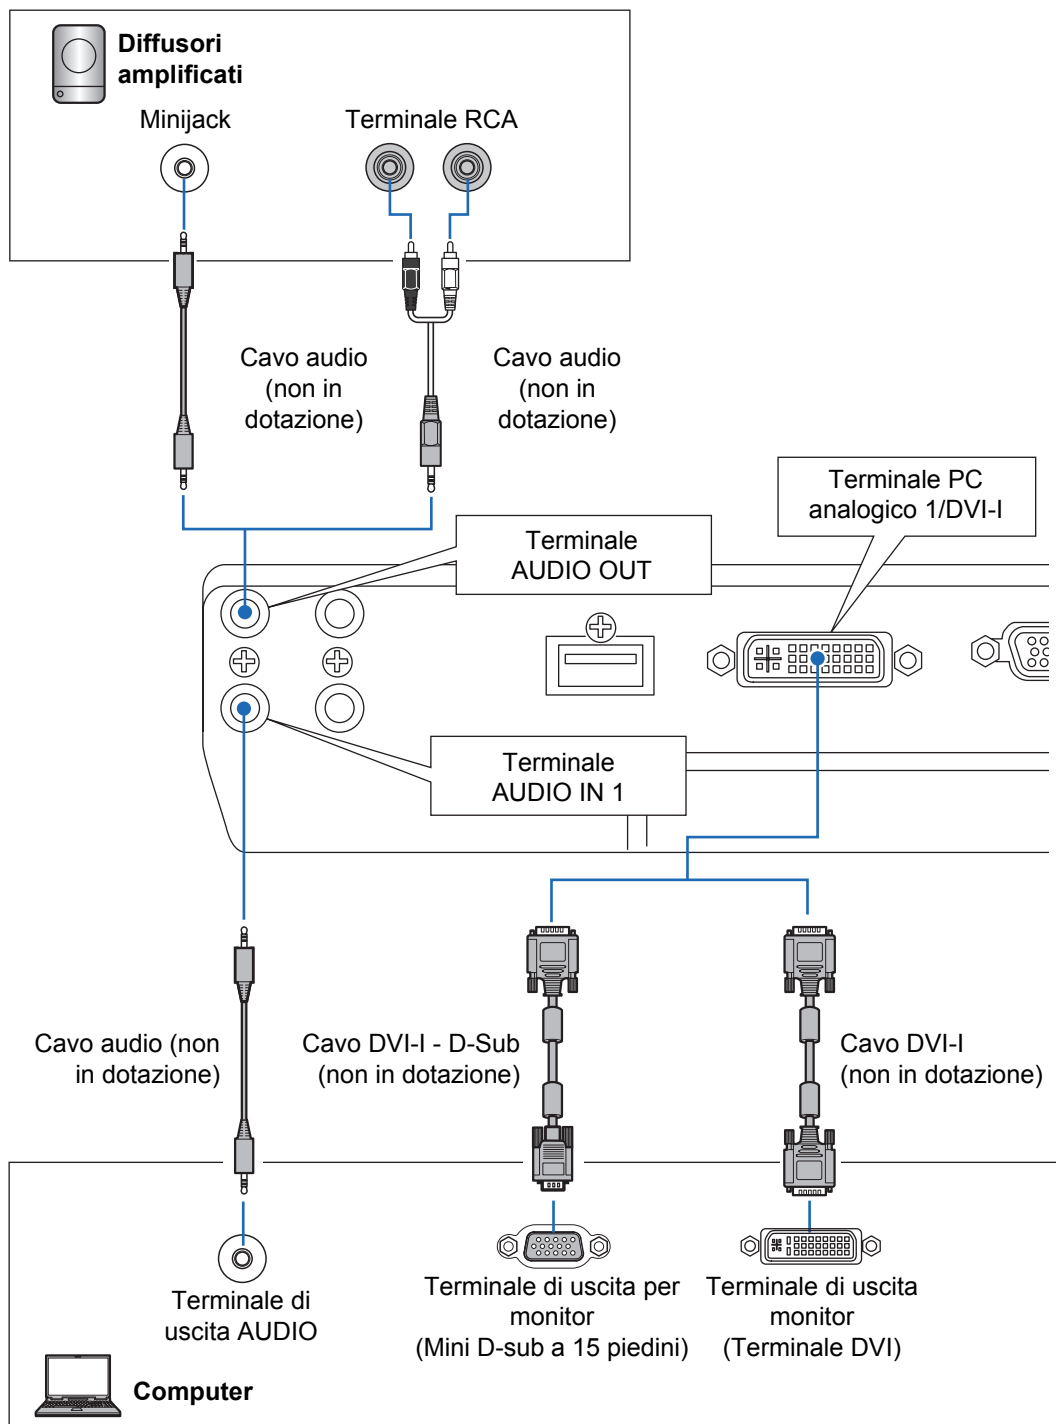 Diffusori
amplificati
Minijack
Terminale RCA
Cavo audio
(non in
dotazione)
Cavo audio
(non in
dotazione)
Terminale PC
analogico 1/DVI-I
Terminale
AUDIO OUT
Terminale
AUDIO IN 1
Cavo audio (non
in dotazione)
Cavo DVI-I - D-Sub
(non in dotazione)
Cavo DVI-I
(non in dotazione)
Terminale di
uscita AUDIO
Terminale di uscita per
monitor
(Mini D-sub a 15 piedini)
Terminale di uscita
monitor
(Terminale DVI)
Computer